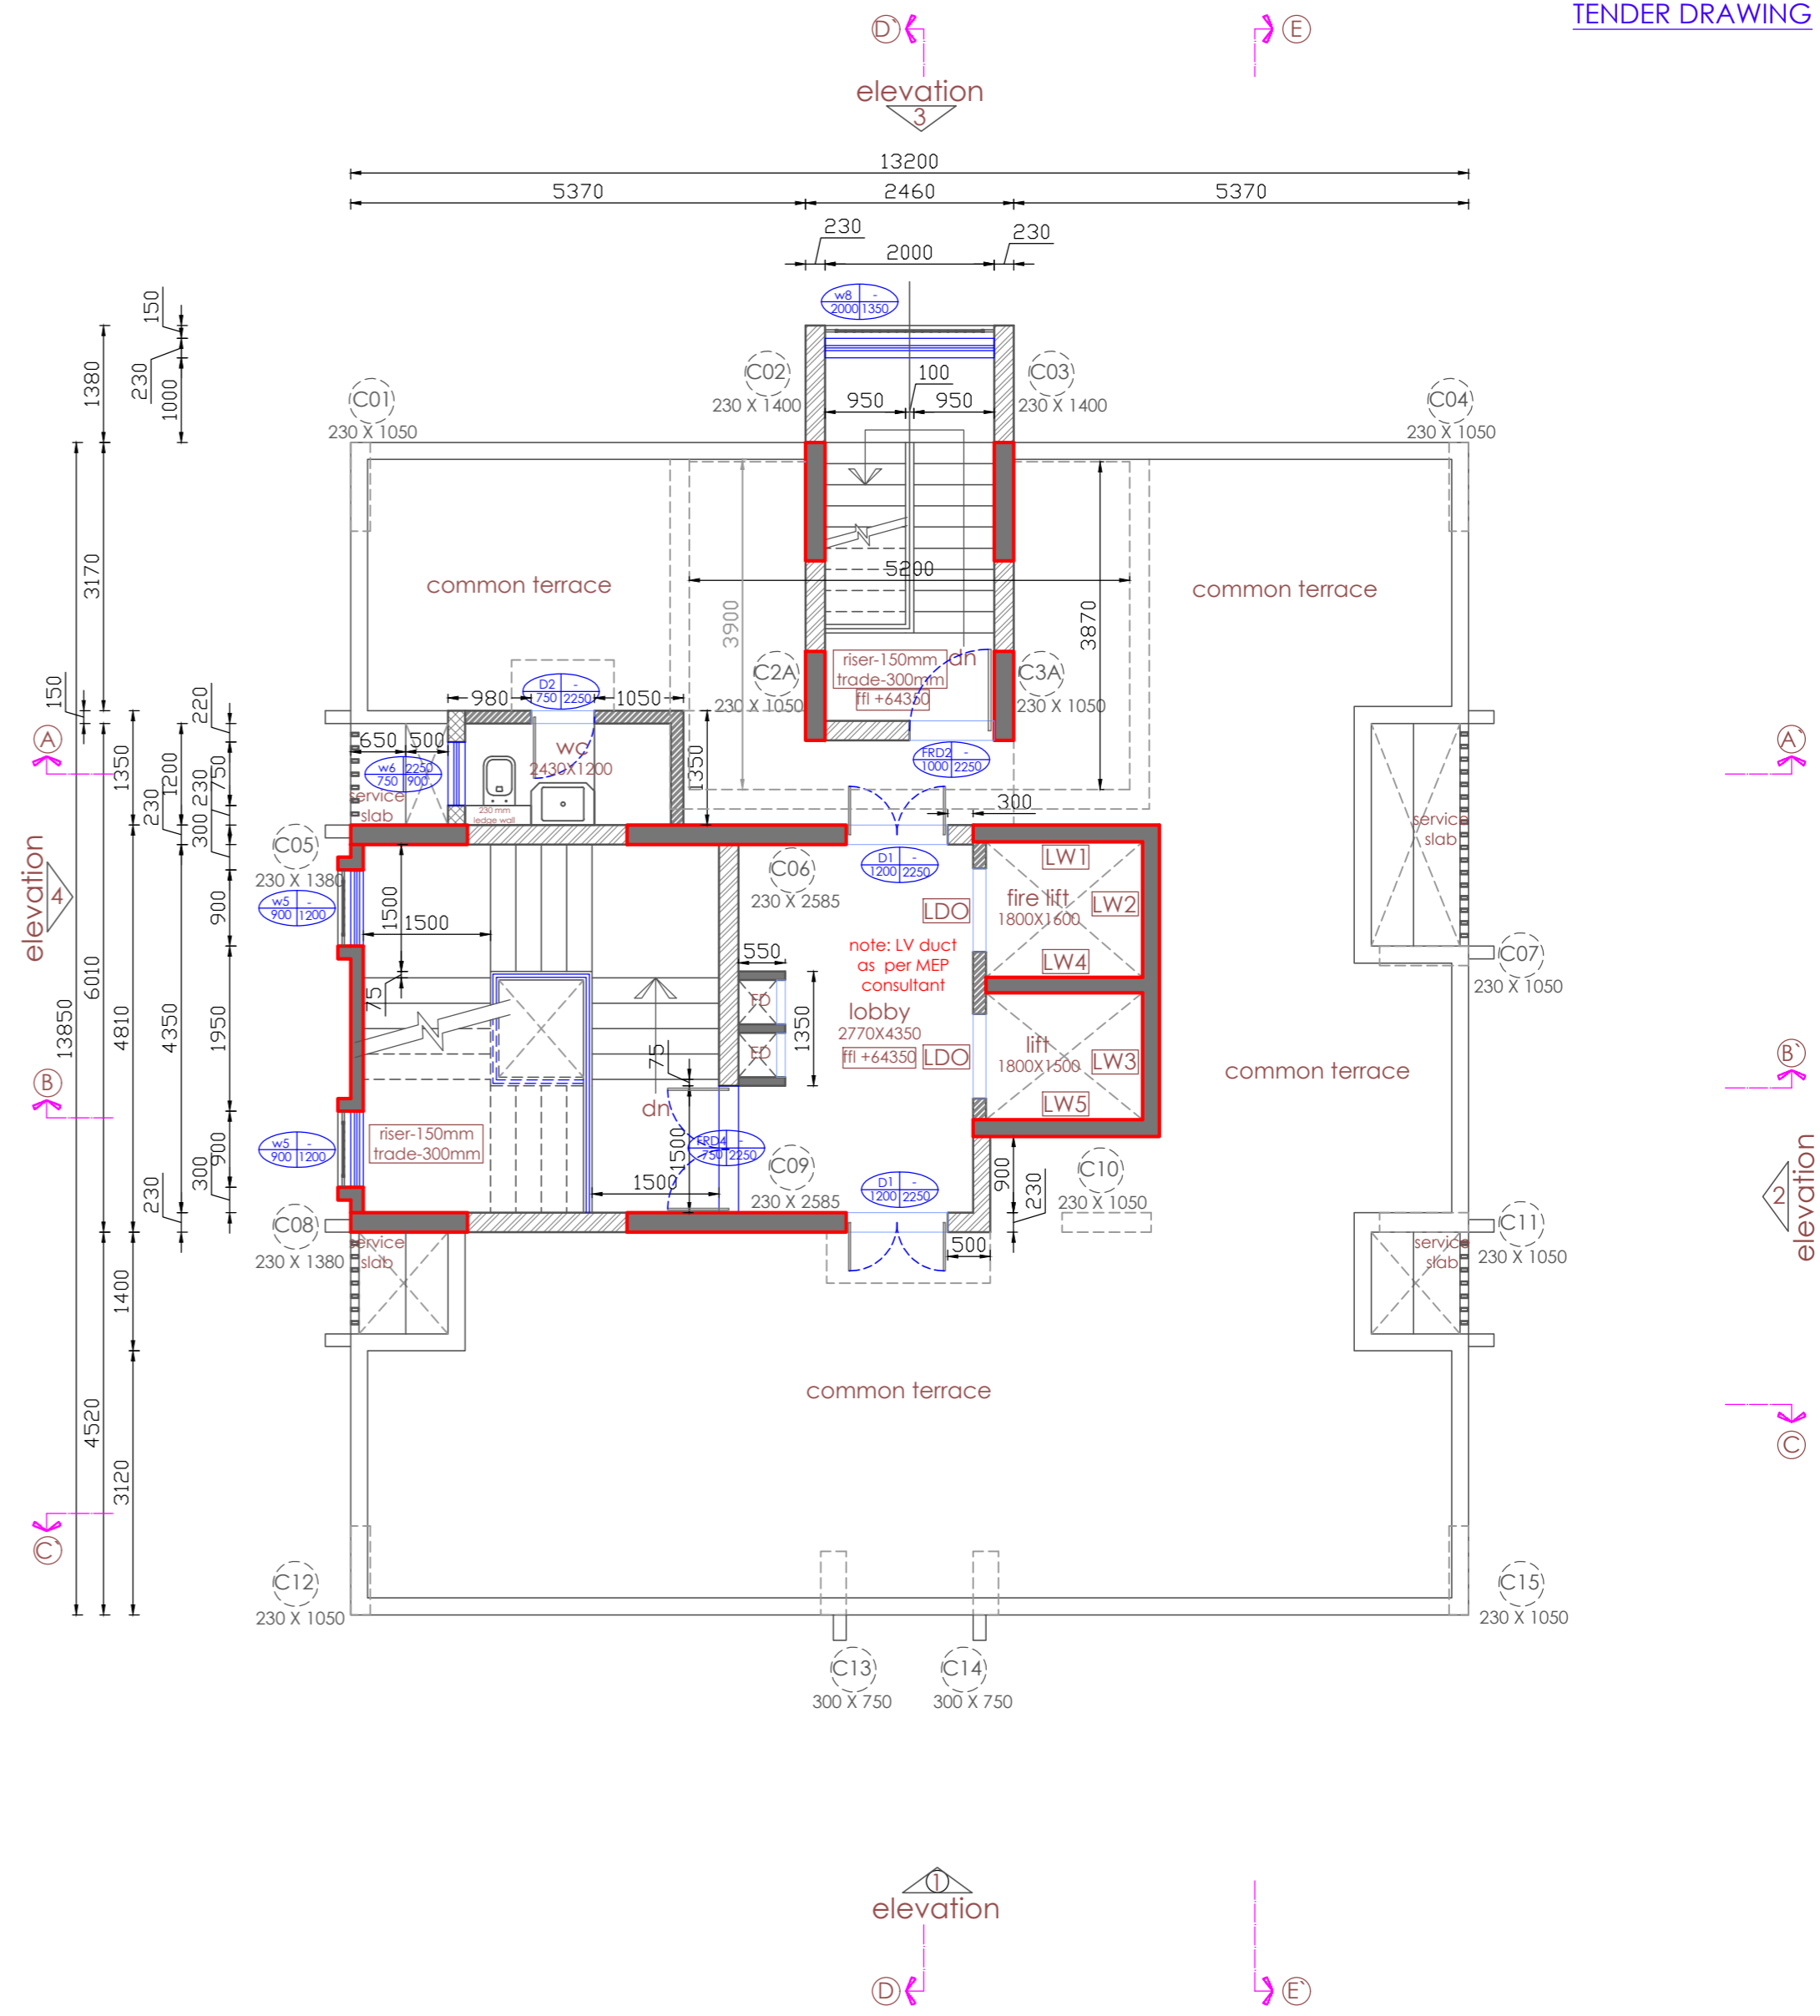 TENDER DRAWING
D`
E
elevation
3
13200
5370
2460
5370
230
230
2000
w8 -
2000 1350
150
230
1000
1380
C02
230 X 1400
100
950
950
C03
230 X 1400
C01
230 X 1050
C04
230 X 1050
3170
common terrace
5200
common terrace
3900
3870
C2A
230 X 1050
riser-150mm
trade-300mm
ffl +64350
dn
C3A
230 X 1050
D2 -
750 2250
980
1050
150
220
A
A`
1350
1200
750
230
230
300
650
500
w6 2250
750 900
wc
2430X1200
1350
FRD2 -
1000 2250
service
slab
230 mm
ledge wall
300
service
slab
elevation
4
C05
230 X 1380
C06
230 X 2585
D1 -
1200 2250
LW1
fire lift
1800X1600
LW2
LW4
LDO
w5 -
900 1200
900
1500
1500
note: LV duct
as per MEP
consultant
550
C07
230 X 1050
75
ED
ED
1350
lobby
2770X4350
ffl +64350
LDO
lift
1800X1500
LW3
LW5
13850
6010
4810
4350
1950
75
common terrace
B
B`
dn
riser-150mm
trade-300mm
w5 -
900 1200
900
300
230
FRD4 -
750 2250
1500
1500
C09
230 X 2585
D1 -
1200 2250
900
230
C10
230 X 1050
500
C08
230 X 1380
service
slab
C11
230 X 1050
service
slab
2
elevation
1400
common terrace
4520
3120
C
C`
C12
230 X 1050
C15
230 X 1050
C13
300 X 750
C14
300 X 750
1
elevation
D
E`